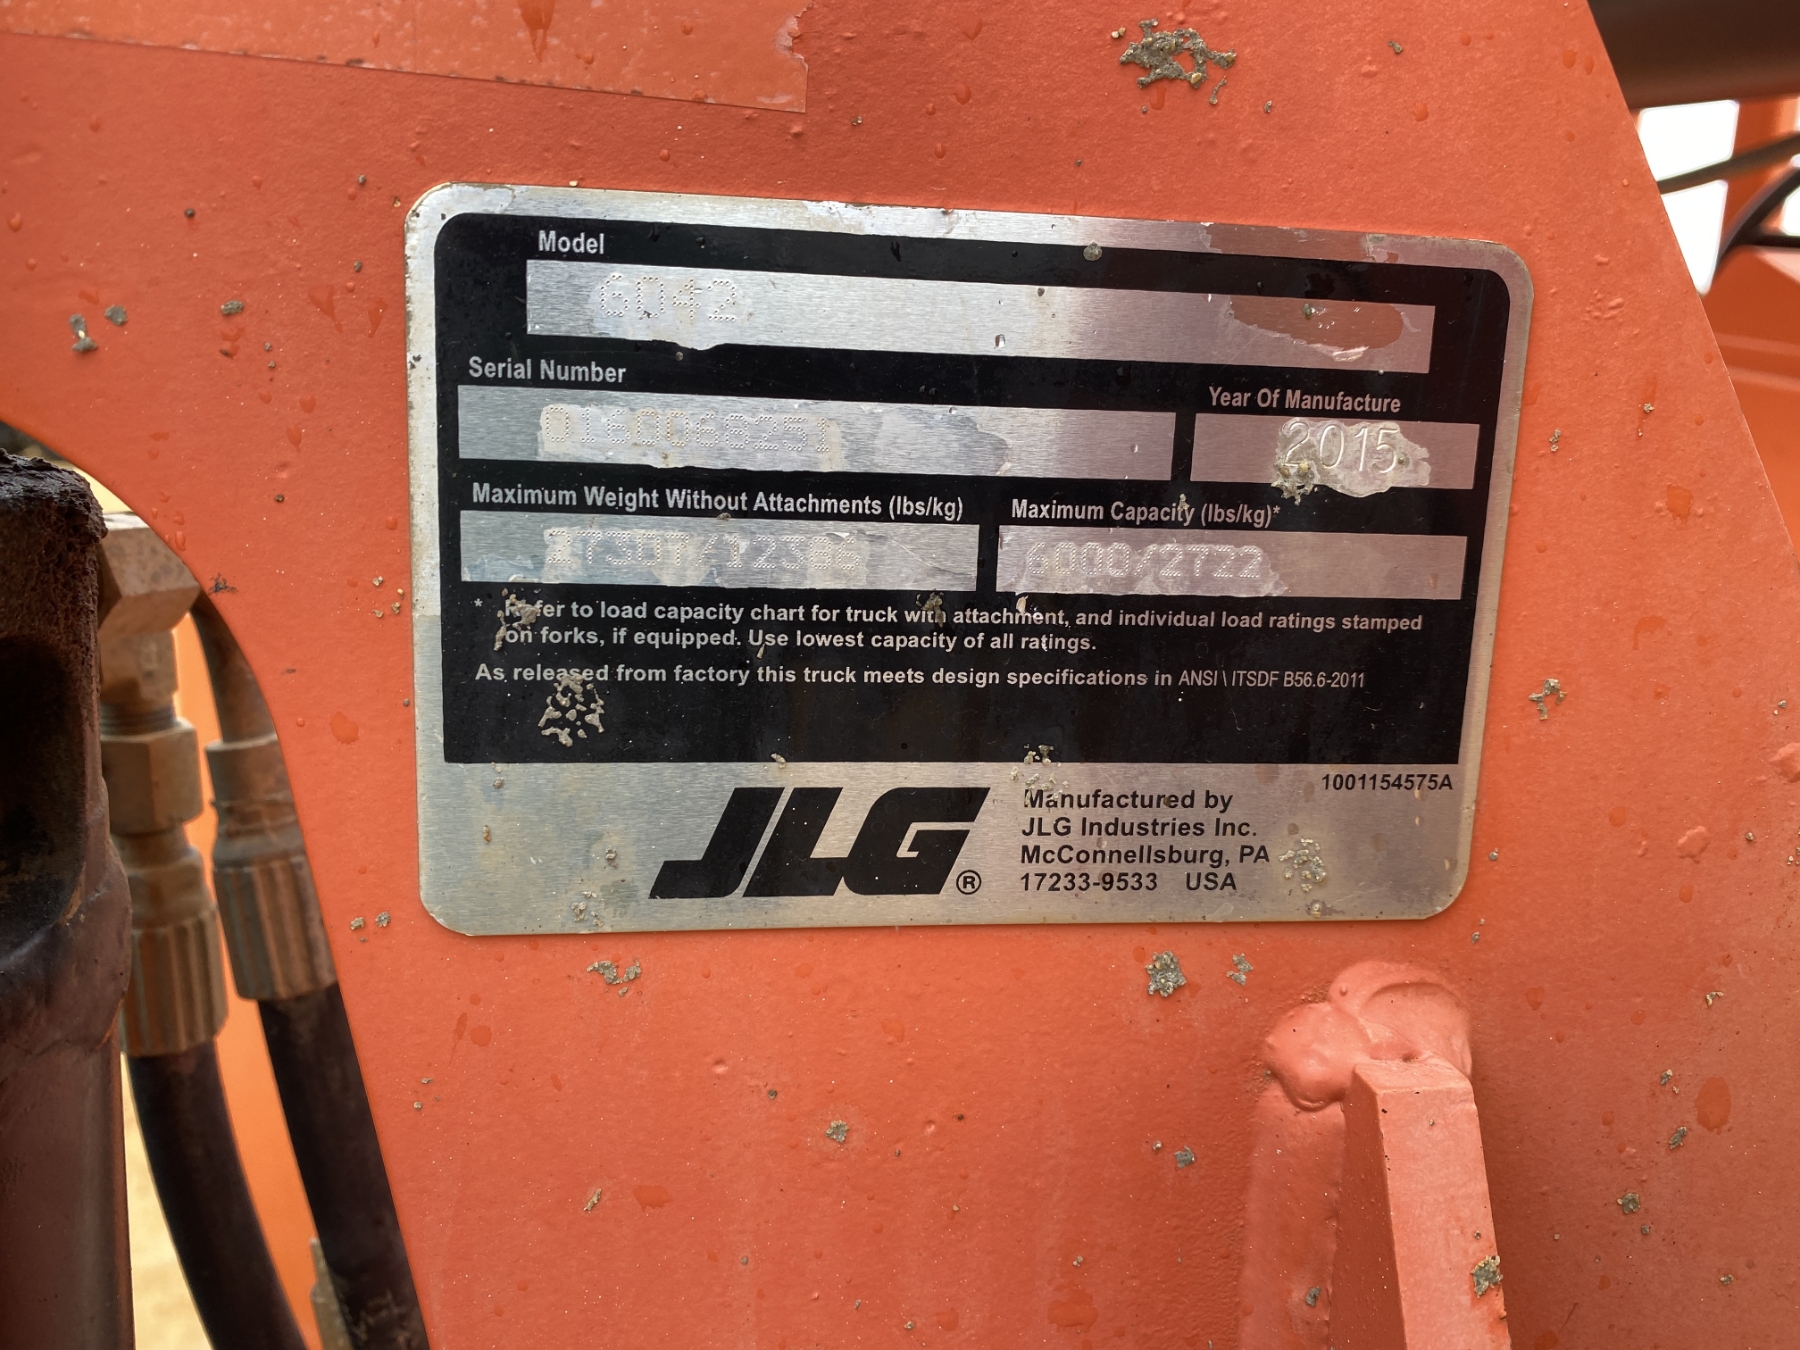 Model
6042
Serial Number
Year Of Manufacture
0160068251
2015
Maximum Weight Without Attachments (lbs/kg)
Maximum Capacity (lbs/kg)*
27307/12386
6000/2722
* Refer to load capacity chart for truck with attachment, and individual load ratings stamped
on forks, if equipped. Use lowest capacity of all ratings.
As released from factory this truck meets design specifications in ANSI \ ITSDF B56.6-2011
1001154575A
JLG®
Manufactured by
JLG Industries Inc.
McConnellsburg, PA
17233-9533 USA